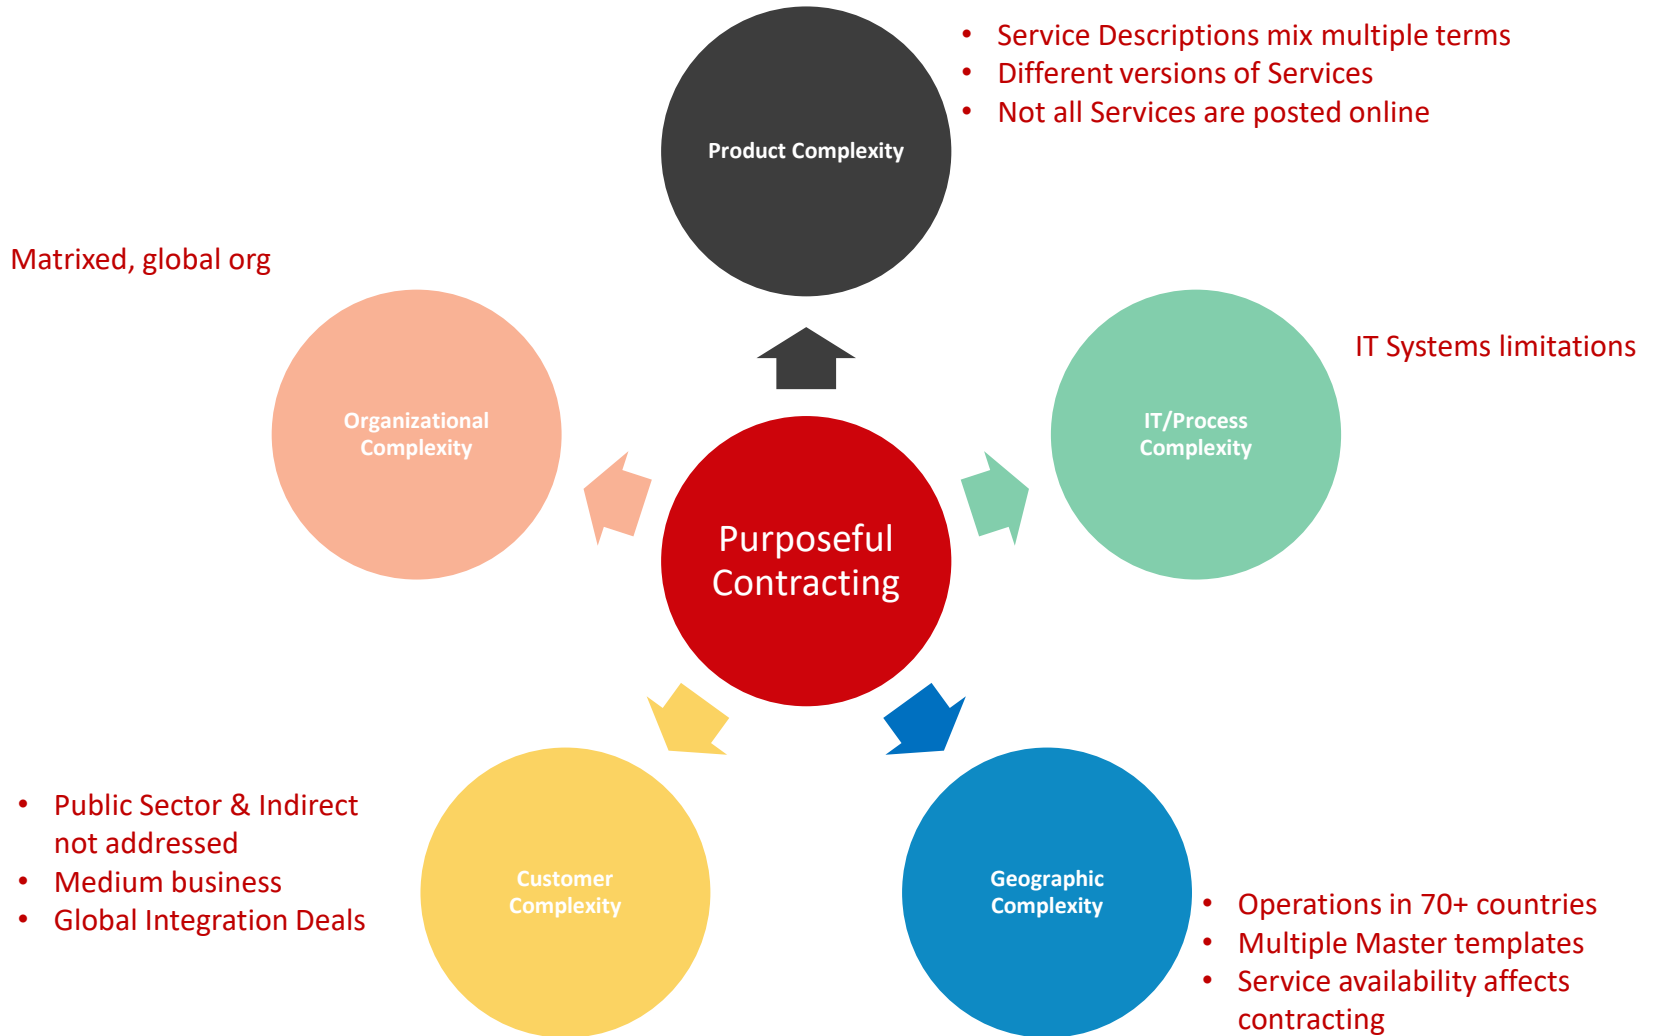 • Service Descriptions mix multiple terms
• Different versions of Services
• Not all Services are posted online
Product Complexity
Matrixed, global org
IT Systems limitations
Organizational
Complexity
IT/Process
Complexity
Purposeful
Contracting
• Public Sector & Indirect
not addressed
• Medium business
• Global Integration Deals
Customer
Complexity
Geographic
Complexity
• Operations in 70+ countries
• Multiple Master templates
• Service availability affects
contracting